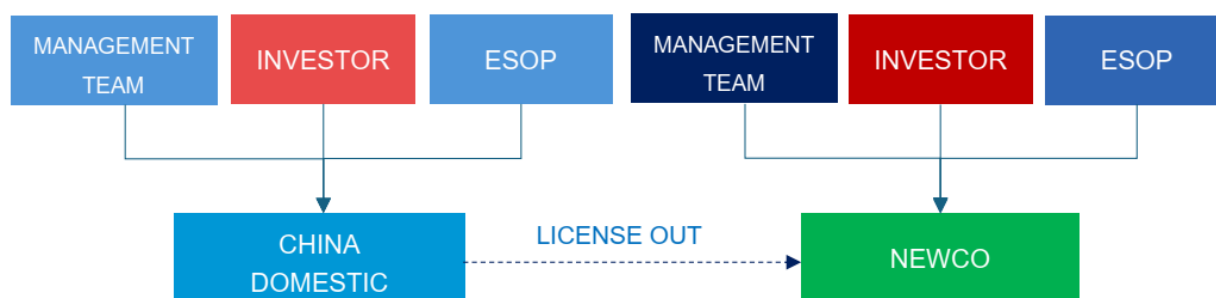 MANAGEMENT
TEAM
INVESTOR
ESOP
MANAGEMENT
TEAM
INVESTOR
ESOP
CHINA
DOMESTIC
LICENSE OUT
NEWCO